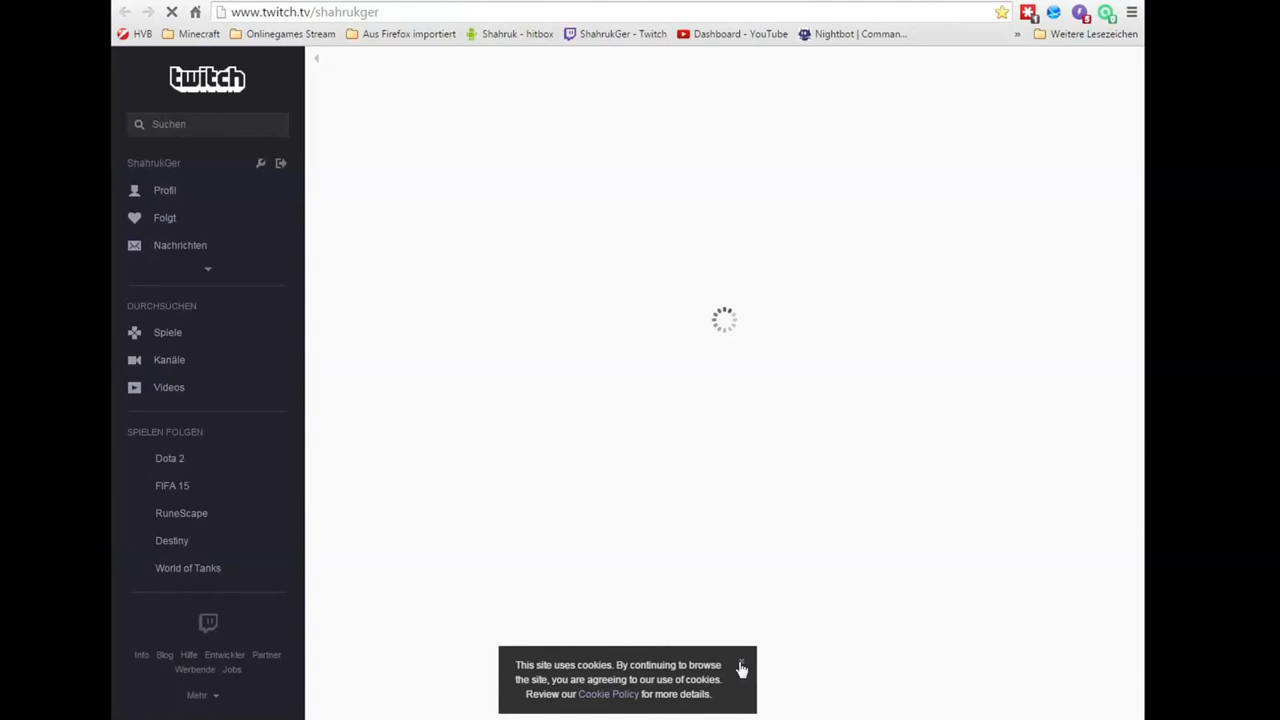 www.twitch.tv/shahrukger
HVB Minecraft Onlinegames Stream Aus Firefox importiert Shahruk - hitbox ShahrukGer - Twitch Dashboard - YouTube Nightbot | Comman... » Weitere Lesezeichen
twitch
Suchen
ShahrukGer
Profil
Folgt
Nachrichten
DURCHSUCHEN
Spiele
Kanäle
Videos
SPIELEN FOLGEN
Dota 2
FIFA 15
RuneScape
Destiny
World of Tanks
Info Blog Hilfe Entwickler Partner
Werbende Jobs
Mehr
This site uses cookies. By continuing to browse
the site, you are agreeing to our use of cookies.
Review our Cookie Policy for more details.